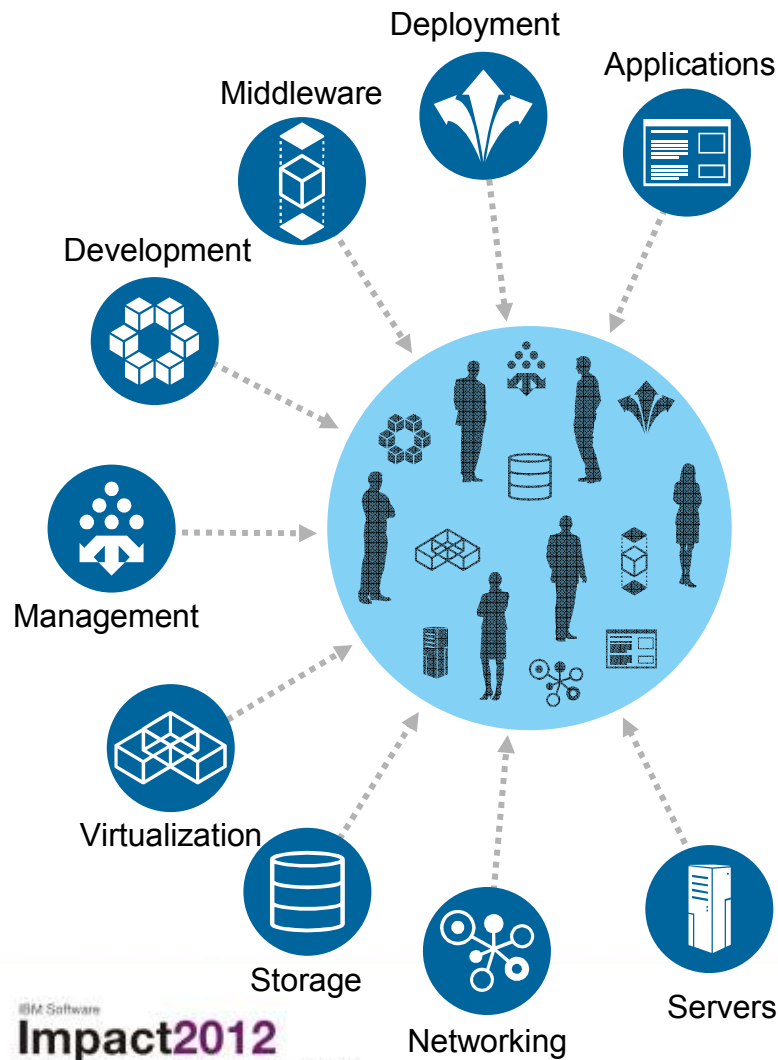 Deployment
Applications
Middleware
Development
Management
Virtualization
Storage
Networking
Servers
IBM Software
Impact2012